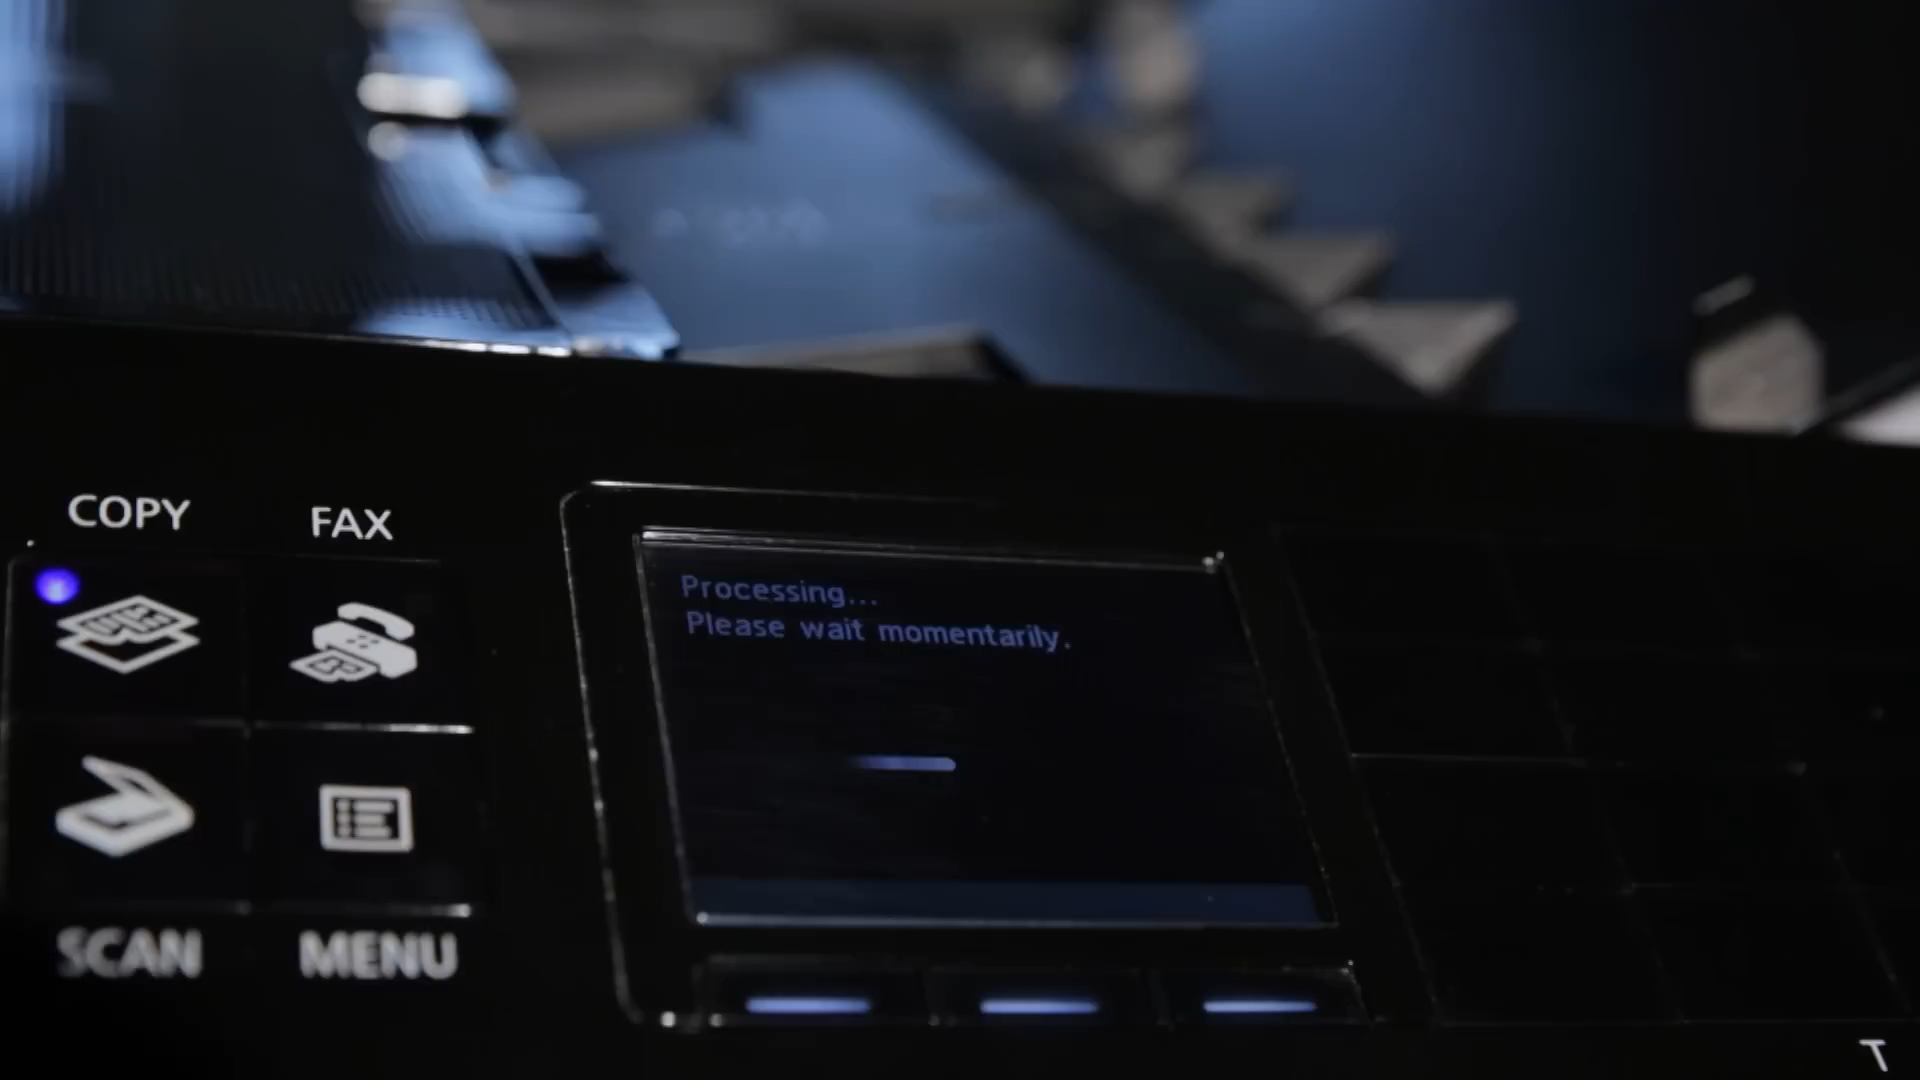 COPY
FAX
Processing...
Please wait momentarily.
SCAN
MENU